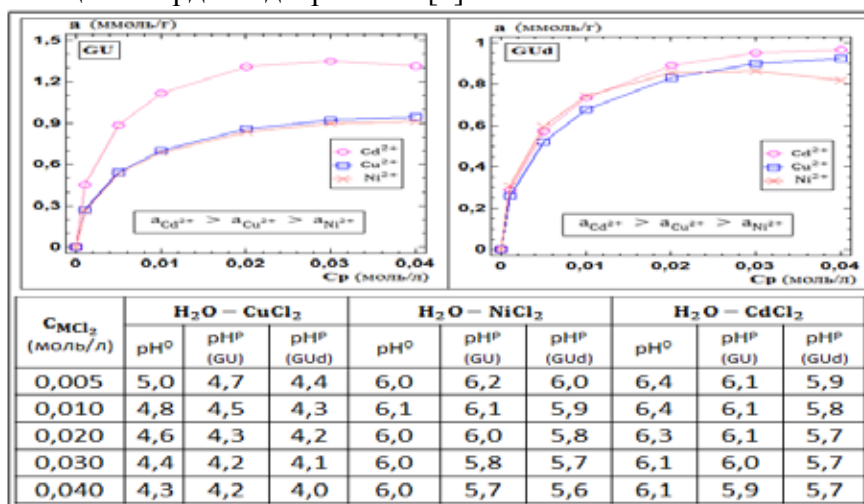 a (ммоль/г)
1,5
GU
1,2
0,9
0,6
0,3
0
Cd²⁺
Cu²⁺
Ni²⁺
a_Cd²⁺ > a_Cu²⁺ > a_Ni²⁺
0 0,01 0,02 0,03 0,04
Cp (моль/л)
a (ммоль/г)
1
GUd
0,8
0,6
0,4
0,2
0
Cd²⁺
Cu²⁺
Ni²⁺
a_Cd²⁺ > a_Cu²⁺ > a_Ni²⁺
0 0,01 0,02 0,03 0,04
Cp (моль/л)
C_MCl₂ (моль/л) H₂O – CuCl₂ H₂O – NiCl₂ H₂O – CdCl₂
pH⁰ pHᵖ (GU) pHᵖ (GUd) pH⁰ pHᵖ (GU) pHᵖ (GUd) pH⁰ pHᵖ (GU) pHᵖ (GUd)
0,005 5,0 4,7 4,4 6,0 6,2 6,0 6,4 6,1 5,9
0,010 4,8 4,5 4,3 6,1 6,1 5,9 6,4 6,1 5,8
0,020 4,6 4,3 4,2 6,0 6,0 5,8 6,3 6,1 5,7
0,030 4,4 4,2 4,1 6,0 5,8 5,7 6,1 6,0 5,7
0,040 4,3 4,2 4,0 6,0 5,7 5,6 6,1 5,9 5,7